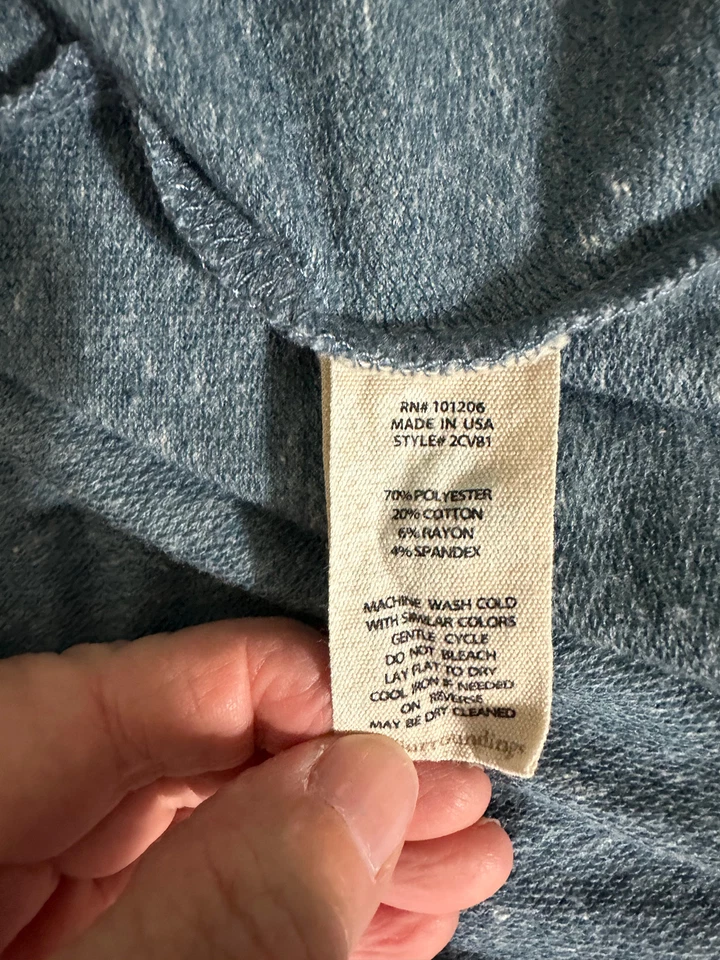 RN# 101206
MADE IN USA
STYLE# 2CV81
70% POLYESTER
20% COTTON
6% RAYON
4% SPANDEX
MACHINE WASH COLD
WITH SIMILAR COLORS
GENTLE CYCLE
DO NOT BLEACH
LAY FLAT TO DRY
COOL IRON IF NEEDED
ON REVERSE
MAY BE DRY CLEANED
surroundings